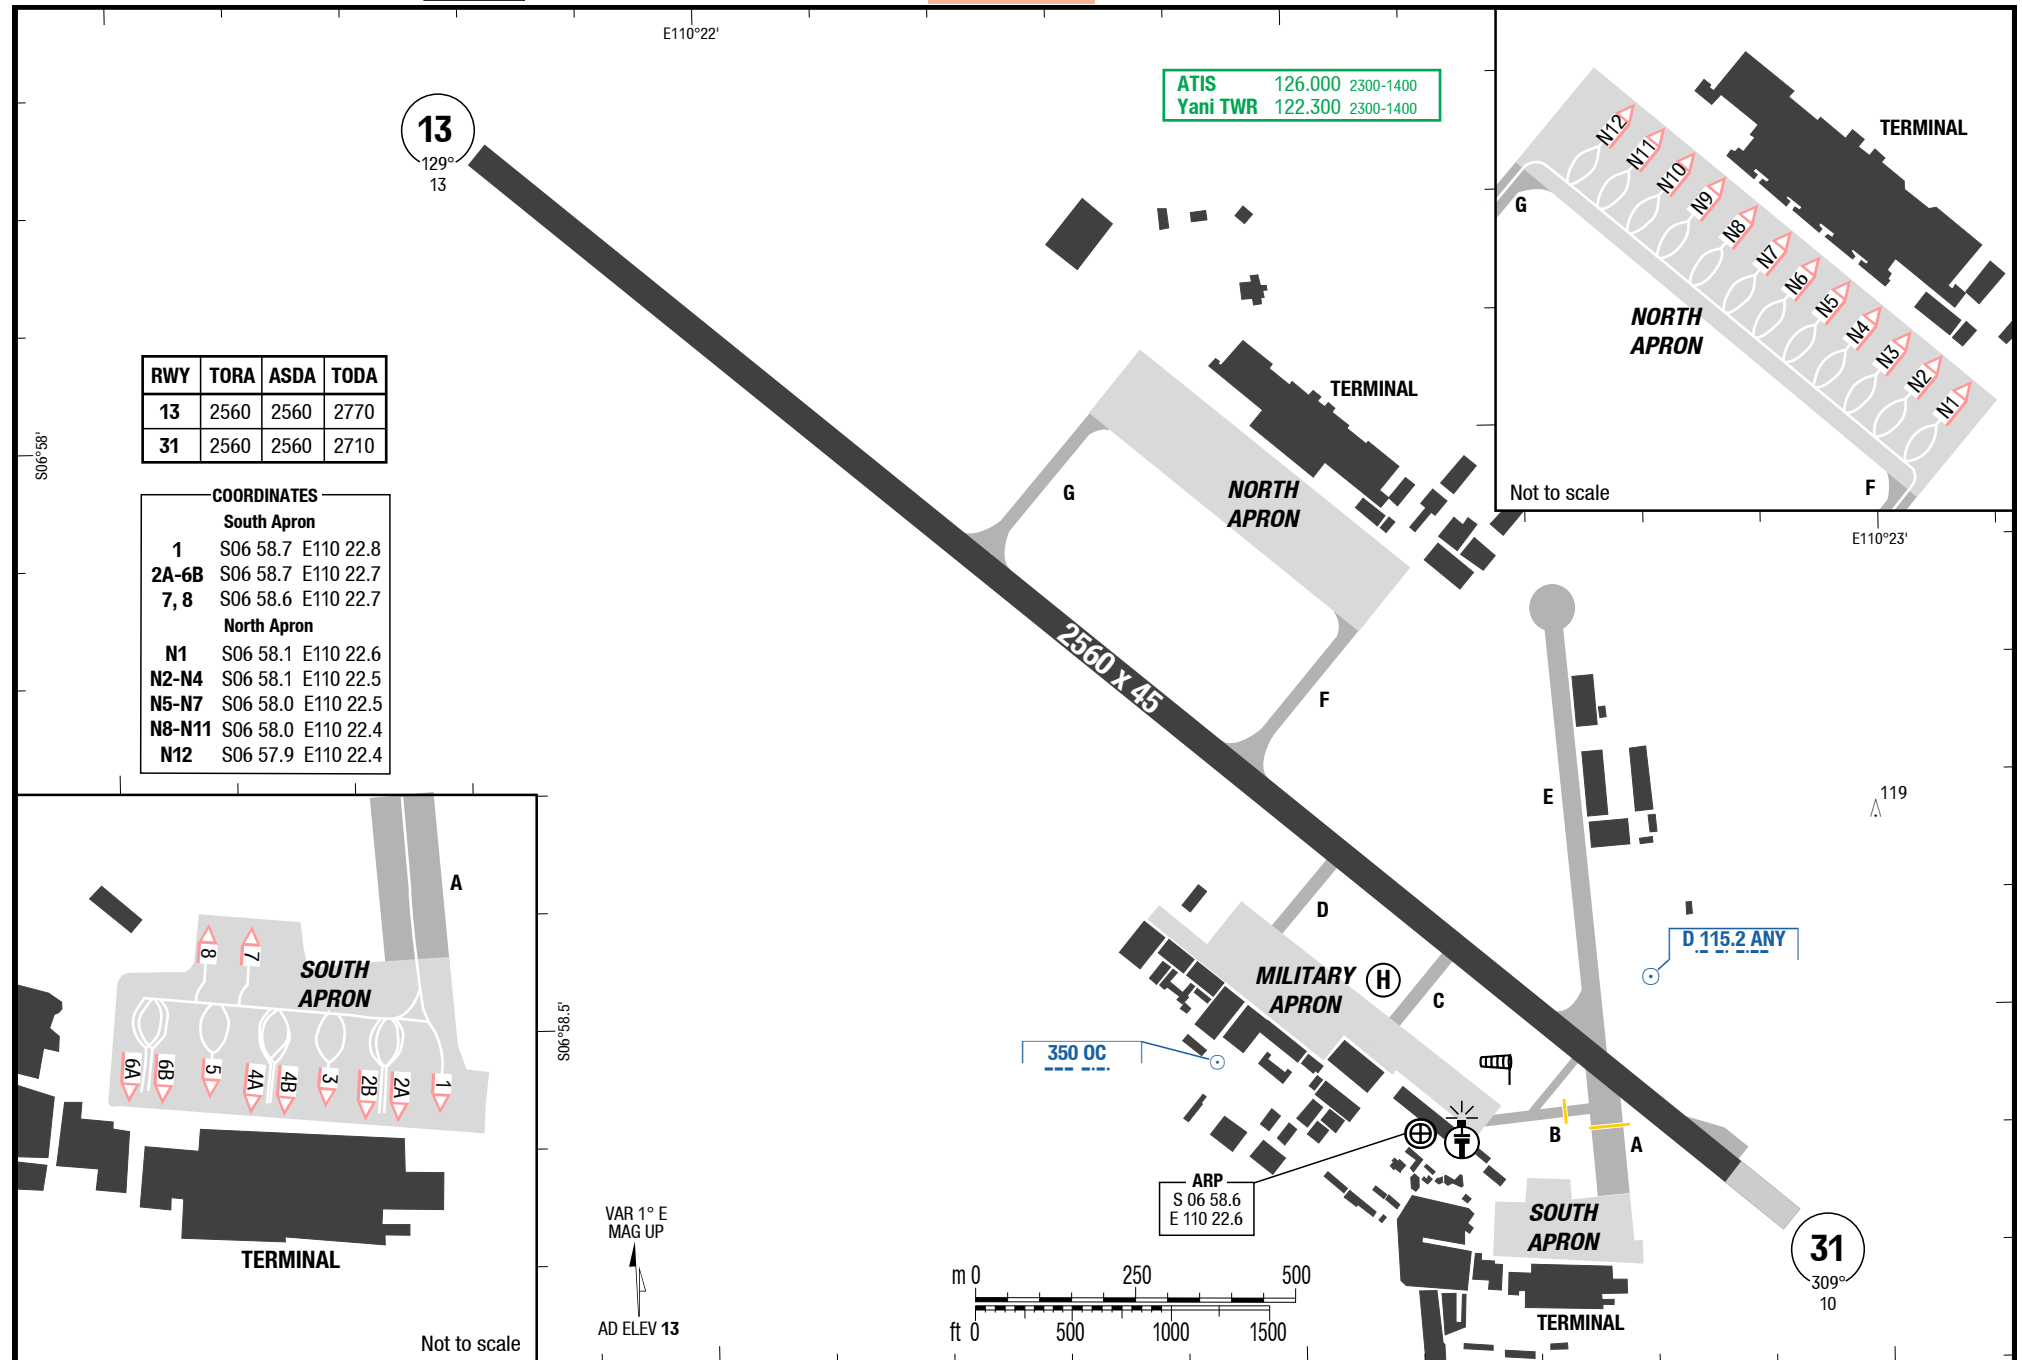 E110°22'
ATIS 126.000 2300-1400
Yani TWR 122.300 2300-1400
13
129°
13
TERMINAL
N12
N11
N10
N9
N8
N7
N6
N5
N4
N3
N2
N1
G
NORTH
APRON
F
Not to scale
E110°23'
RWY TORA ASDA TODA
13 2560 2560 2770
31 2560 2560 2710
S06°58'
COORDINATES
South Apron
1 S06 58.7 E110 22.8
2A-6B S06 58.7 E110 22.7
7, 8 S06 58.6 E110 22.7
North Apron
N1 S06 58.1 E110 22.6
N2-N4 S06 58.1 E110 22.5
N5-N7 S06 58.0 E110 22.5
N8-N11 S06 58.0 E110 22.4
N12 S06 57.9 E110 22.4
TERMINAL
G
NORTH
APRON
2560 x 45
F
E
119
D
D 115.2 ANY
MILITARY
APRON
H
C
350 OC
S06°58.5'
B
A
ARP
S 06 58.6
E 110 22.6
SOUTH
APRON
31
309°
10
TERMINAL
A
8
7
SOUTH
APRON
6A
6B
5
4A
4B
3
2B
2A
1
TERMINAL
Not to scale
VAR 1° E
MAG UP
AD ELEV 13
m 0 250 500
ft 0 500 1000 1500